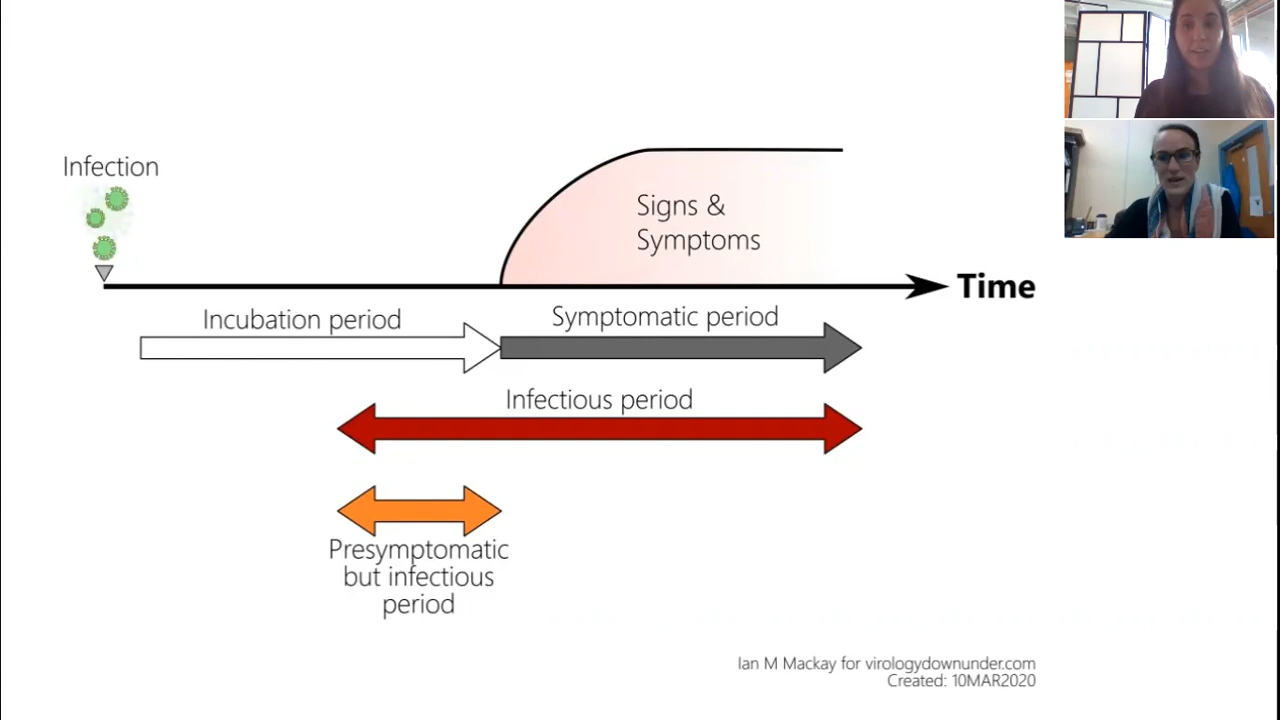 Infection
Signs &
Symptoms
Time
Incubation period
Symptomatic period
Infectious period
Presymptomatic
but infectious
period
Ian M Mackay for virologydownunder.com
Created: 10MAR2020